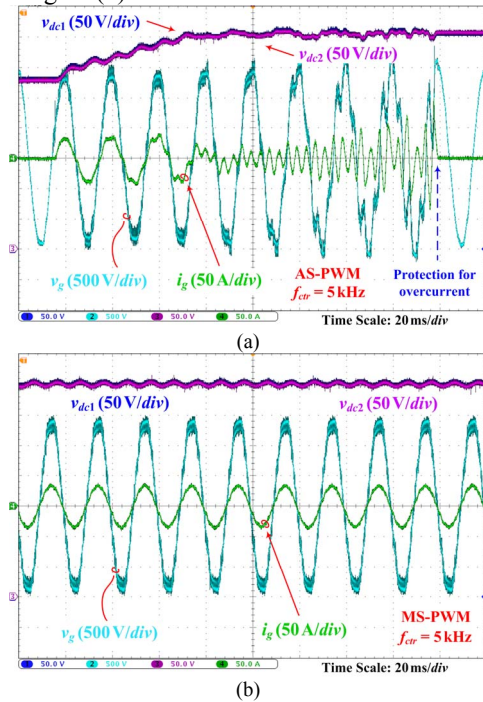 v_dc1 (50 V/div)
v_dc2 (50 V/div)
v_g (500 V/div)
i_g (50 A/div)
AS-PWM
f_ctr = 5 kHz
Protection for
overcurrent
1 50.0 V 2 500 V 3 50.0 V 4 50.0 A
Time Scale: 20 ms/div
(a)
v_dc1 (50 V/div)
v_dc2 (50 V/div)
v_g (500 V/div)
i_g (50 A/div)
MS-PWM
f_ctr = 5 kHz
1 50.0 V 2 500 V 3 50.0 V 4 50.0 A
Time Scale: 20 ms/div
(b)